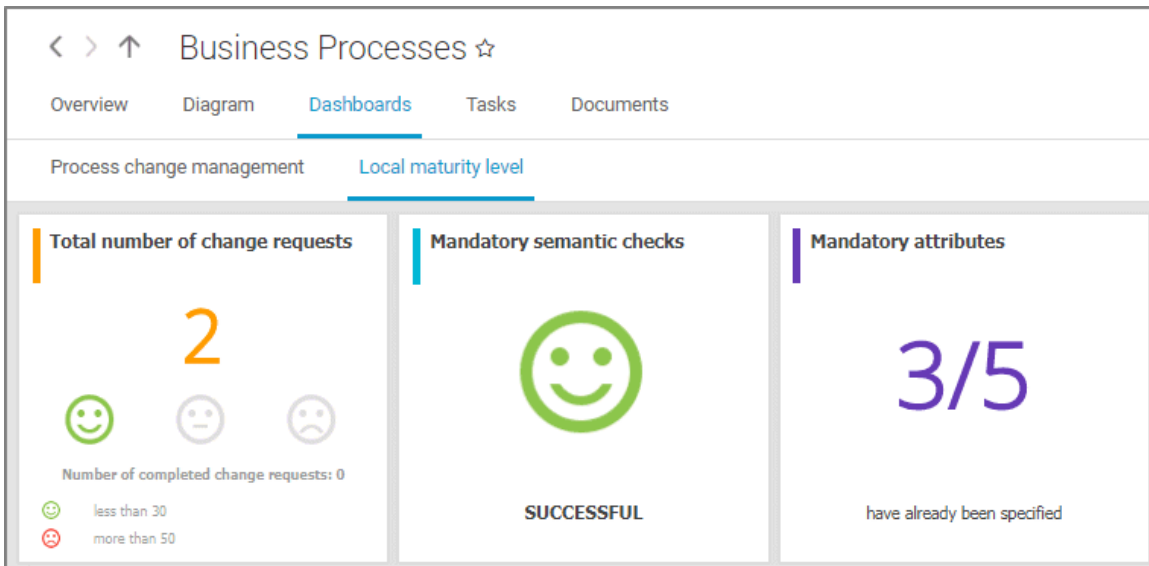 Business Processes
Overview Diagram Dashboards Tasks Documents
Process change management Local maturity level
Total number of change requests
2
Number of completed change requests: 0
less than 30
more than 50
Mandatory semantic checks
SUCCESSFUL
Mandatory attributes
3/5
have already been specified